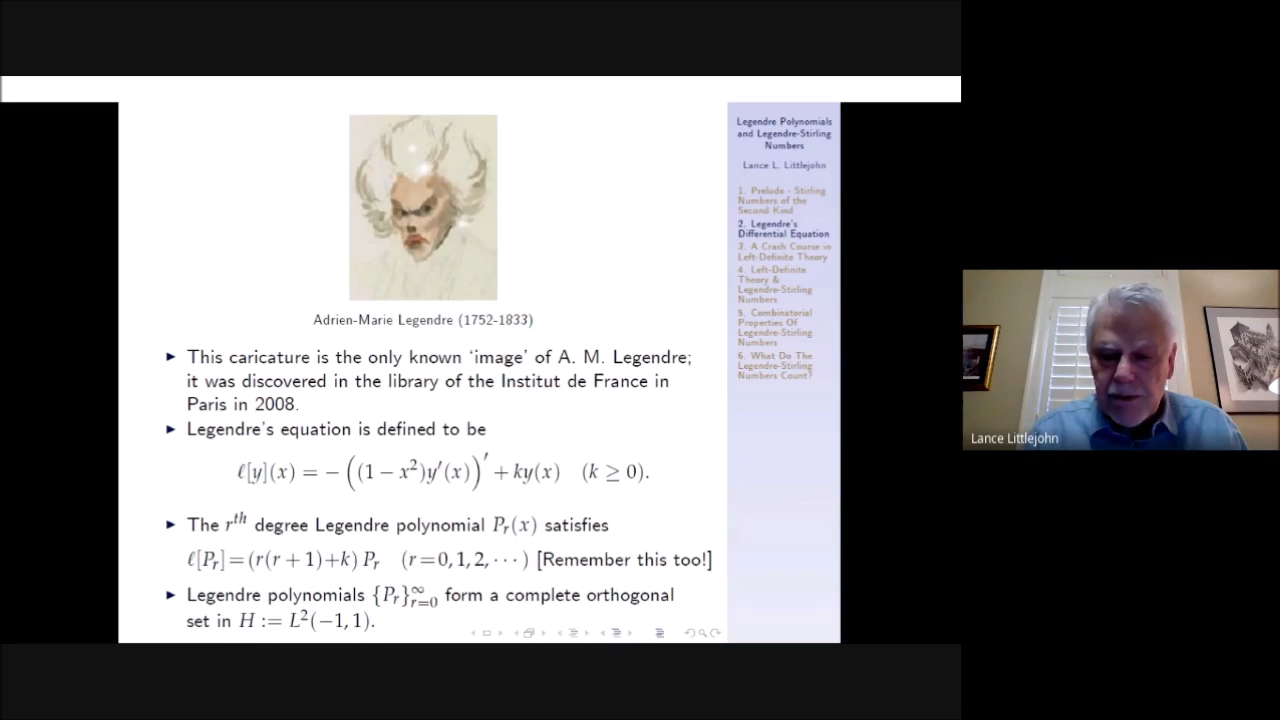 Adrien-Marie Legendre (1752-1833)
▶ This caricature is the only known ‘image’ of A. M. Legendre;
it was discovered in the library of the Institut de France in
Paris in 2008.
▶ Legendre's equation is defined to be
ℓ[y](x) = −((1 − x²)y′(x))′ + ky(x) (k ≥ 0).
▶ The rᵗʰ degree Legendre polynomial Pᵣ(x) satisfies
ℓ[Pᵣ]=(r(r+1)+k) Pᵣ (r=0,1,2,···) [Remember this too!]
▶ Legendre polynomials {Pᵣ}∞r=0 form a complete orthogonal
set in H := L²(−1,1).
Legendre Polynomials
and Legendre-Stirling
Numbers
Lance L. Littlejohn
1. Prelude - Stirling
Numbers of the
Second Kind
2. Legendre's
Differential Equation
3. A Crash Course in
Left-Definite Theory
4. Left-Definite
Theory &
Legendre-Stirling
Numbers
5. Combinatorial
Properties Of
Legendre-Stirling
Numbers
6. What Do The
Legendre-Stirling
Numbers Count?
Lance Littlejohn